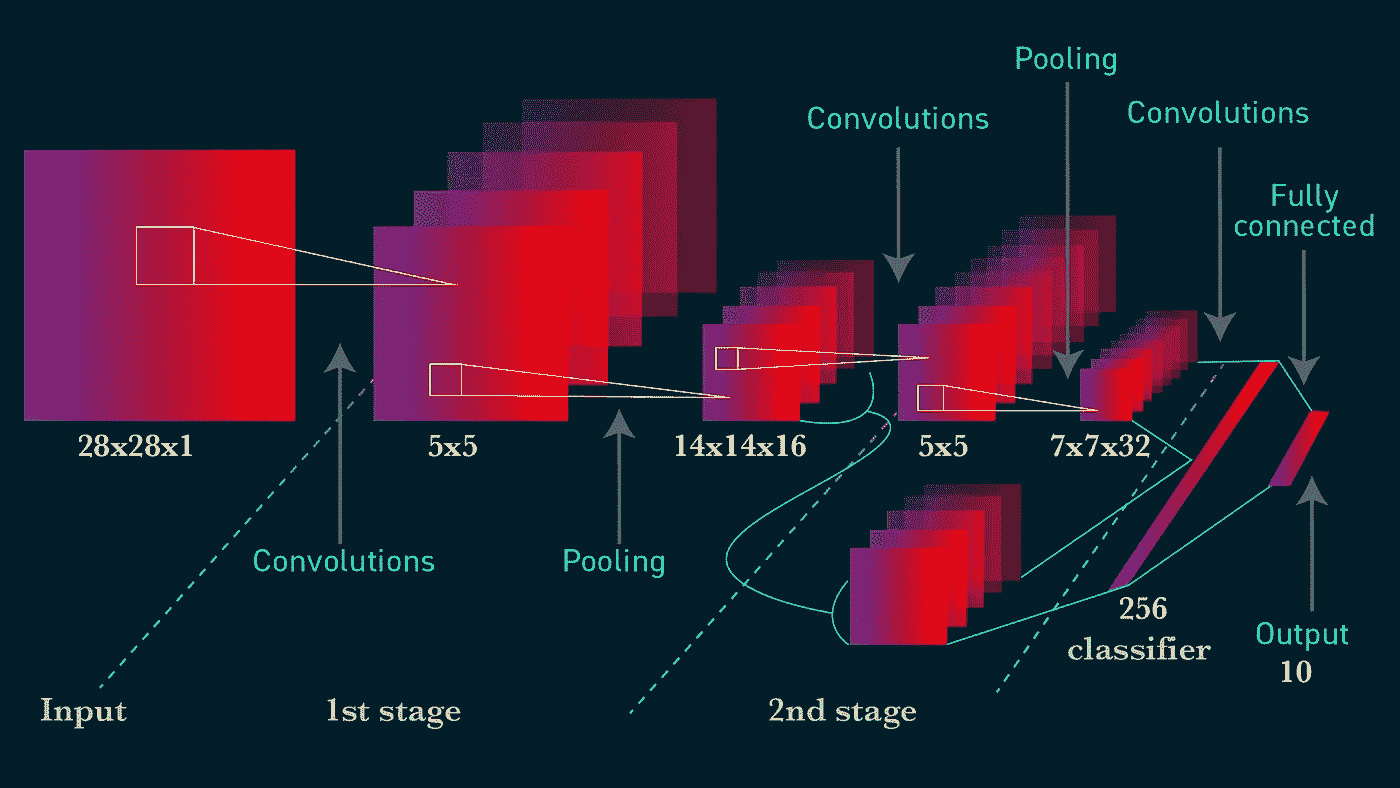 Pooling
Convolutions
Convolutions
Fully
connected
28x28x1
5x5
14x14x16
5x5
7x7x32
Convolutions
Pooling
256
classifier
Output
10
Input
1st stage
2nd stage